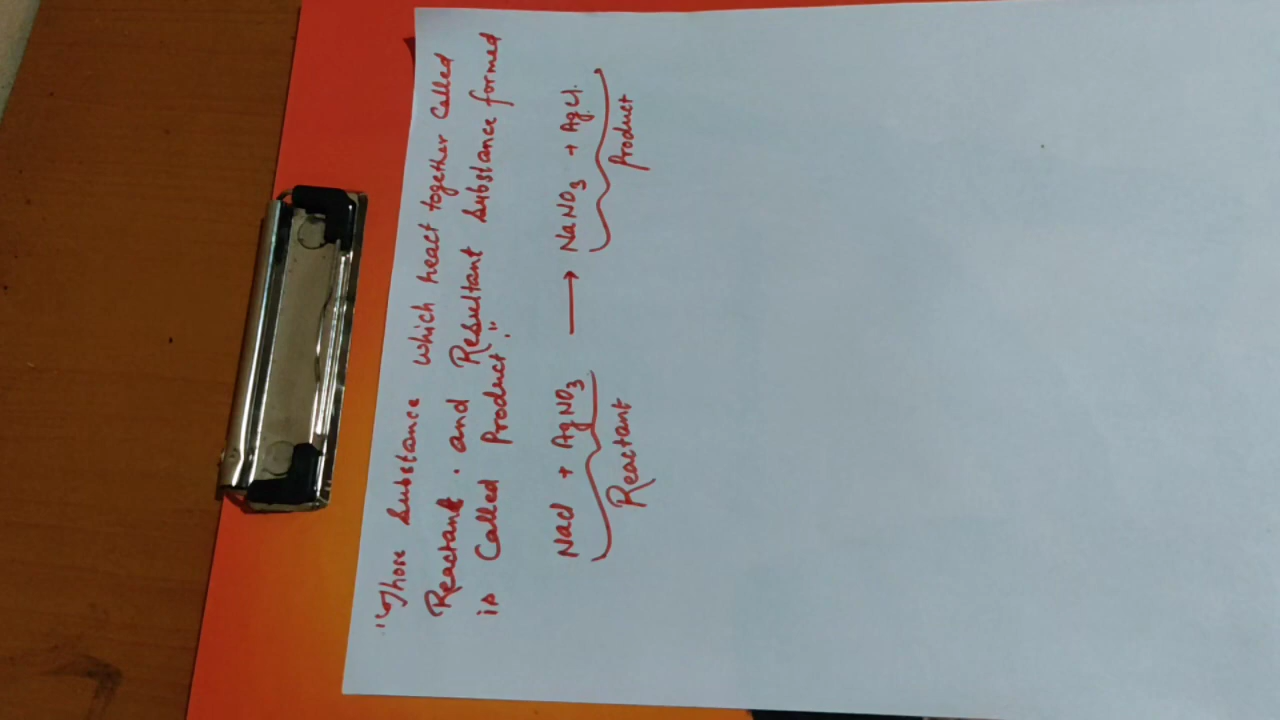 "Those Substance which react together Called
Reactant. and Resultant Substance formed
is Called Product."
Nacl + AgNO3 → NaNO3 + AgCl.
Reactant Product